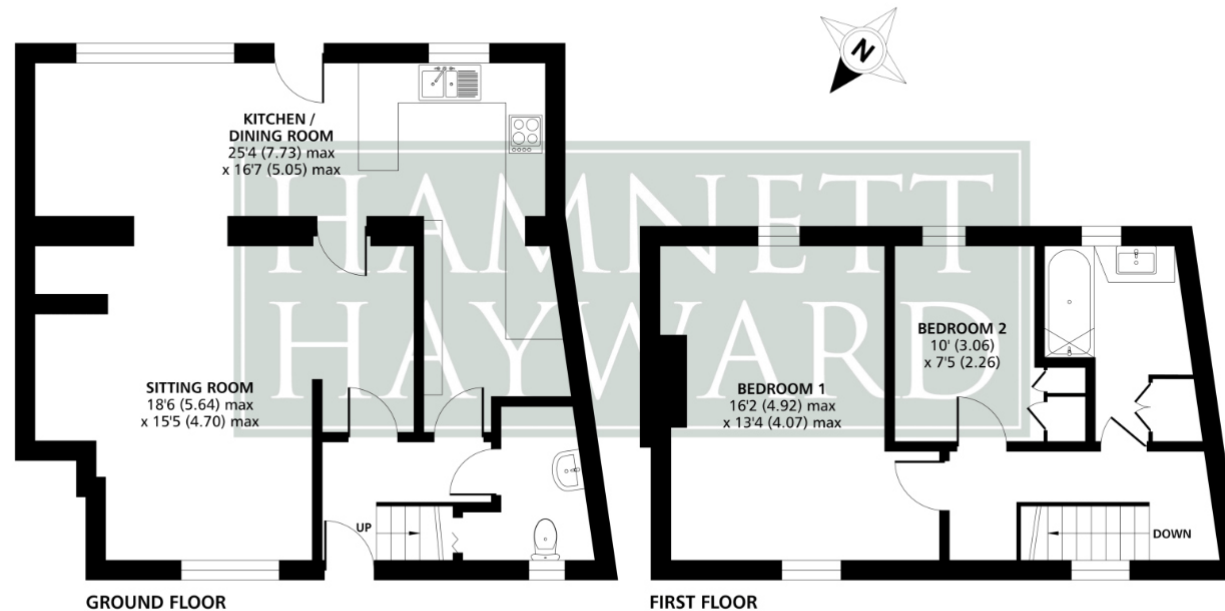 N
KITCHEN /
DINING ROOM
25'4 (7.73) max
x 16'7 (5.05) max
HAMNETT
HAYWARD
SITTING ROOM
18'6 (5.64) max
x 15'5 (4.70) max
UP
BEDROOM 1
16'2 (4.92) max
x 13'4 (4.07) max
BEDROOM 2
10' (3.06)
x 7'5 (2.26)
DOWN
GROUND FLOOR
FIRST FLOOR